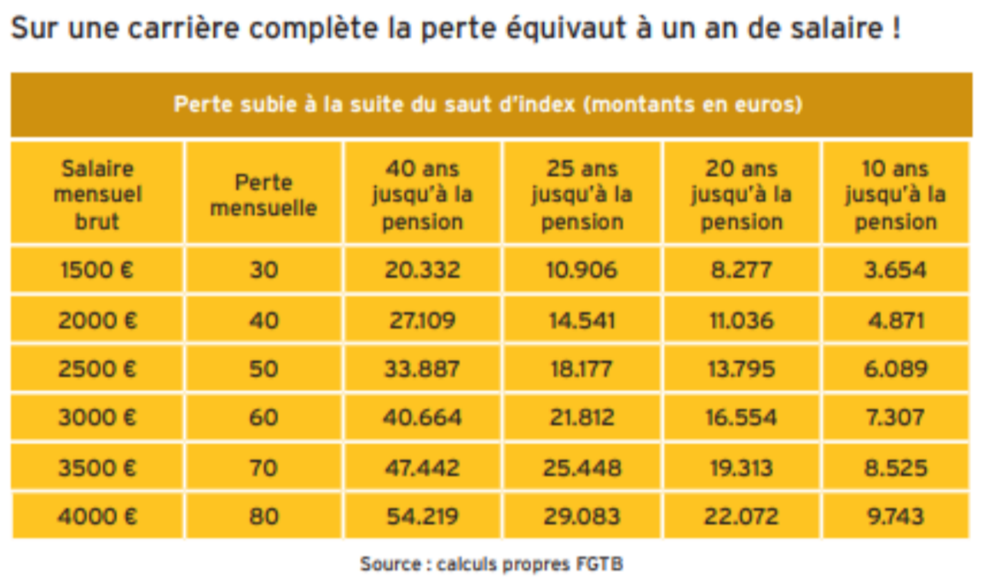 Sur une carrière complète la perte équivaut à un an de salaire !
Perte subie à la suite du saut d'index (montants en euros)
Salaire mensuel brut | Perte mensuelle | 40 ans jusqu'à la pension | 25 ans jusqu'à la pension | 20 ans jusqu'à la pension | 10 ans jusqu'à la pension
1500 € | 30 | 20.332 | 10.906 | 8.277 | 3.654
2000 € | 40 | 27.109 | 14.541 | 11.036 | 4.871
2500 € | 50 | 33.887 | 18.177 | 13.795 | 6.089
3000 € | 60 | 40.664 | 21.812 | 16.554 | 7.307
3500 € | 70 | 47.442 | 25.448 | 19.313 | 8.525
4000 € | 80 | 54.219 | 29.083 | 22.072 | 9.743
Source : calculs propres FGTB